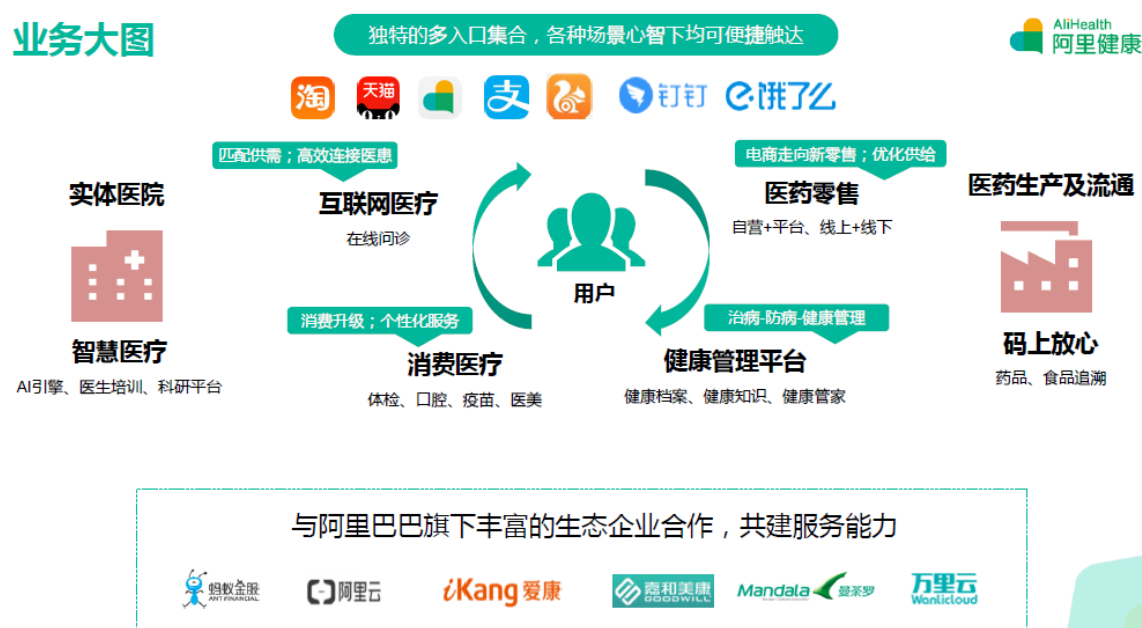 业务大图
独特的多入口集合，各种场景心智下均可便捷触达
AliHealth
阿里健康
淘
天猫
支
钉钉
饿了么
匹配供需；高效连接医患
电商走向新零售；优化供给
实体医院
互联网医疗
在线问诊
医药零售
自营+平台、线上+线下
医药生产及流通
用户
消费升级；个性化服务
治病-防病-健康管理
智慧医疗
AI引擎、医生培训、科研平台
消费医疗
体检、口腔、疫苗、医美
健康管理平台
健康档案、健康知识、健康管家
码上放心
药品、食品追溯
与阿里巴巴旗下丰富的生态企业合作，共建服务能力
蚂蚁金服
ANT FINANCIAL
阿里云
iKang 爱康
嘉和美康
GOODWILL
Mandala 曼荼罗
万里云
Wanlicloud